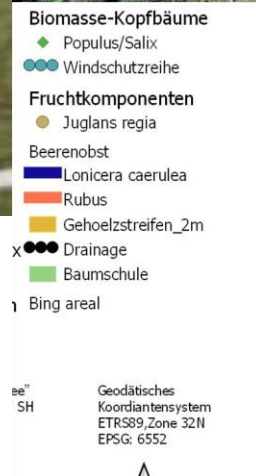 Biomasse-Kopfbäume
Populus/Salix
Windschutzreihe
Fruchtkomponenten
Juglans regia
Beerenobst
Lonicera caerulea
Rubus
Gehoelzstreifen_2m
x Drainage
Baumschule
Bing areal
ee"
SH
Geodätisches
Koordiantensystem
ETRS89,Zone 32N
EPSG: 6552